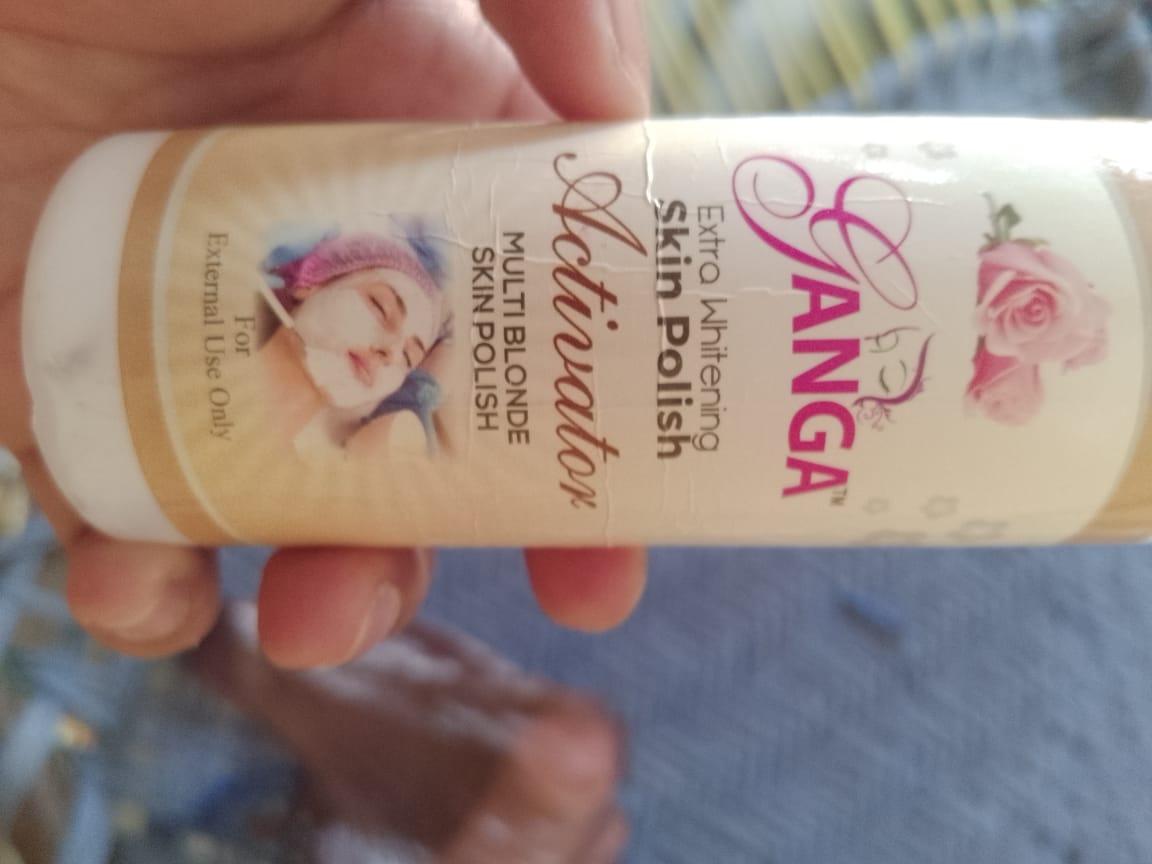 GANGA™
Extra Whitening
Skin Polish
Activator
MULTI BLONDE
SKIN POLISH
For
External Use Only